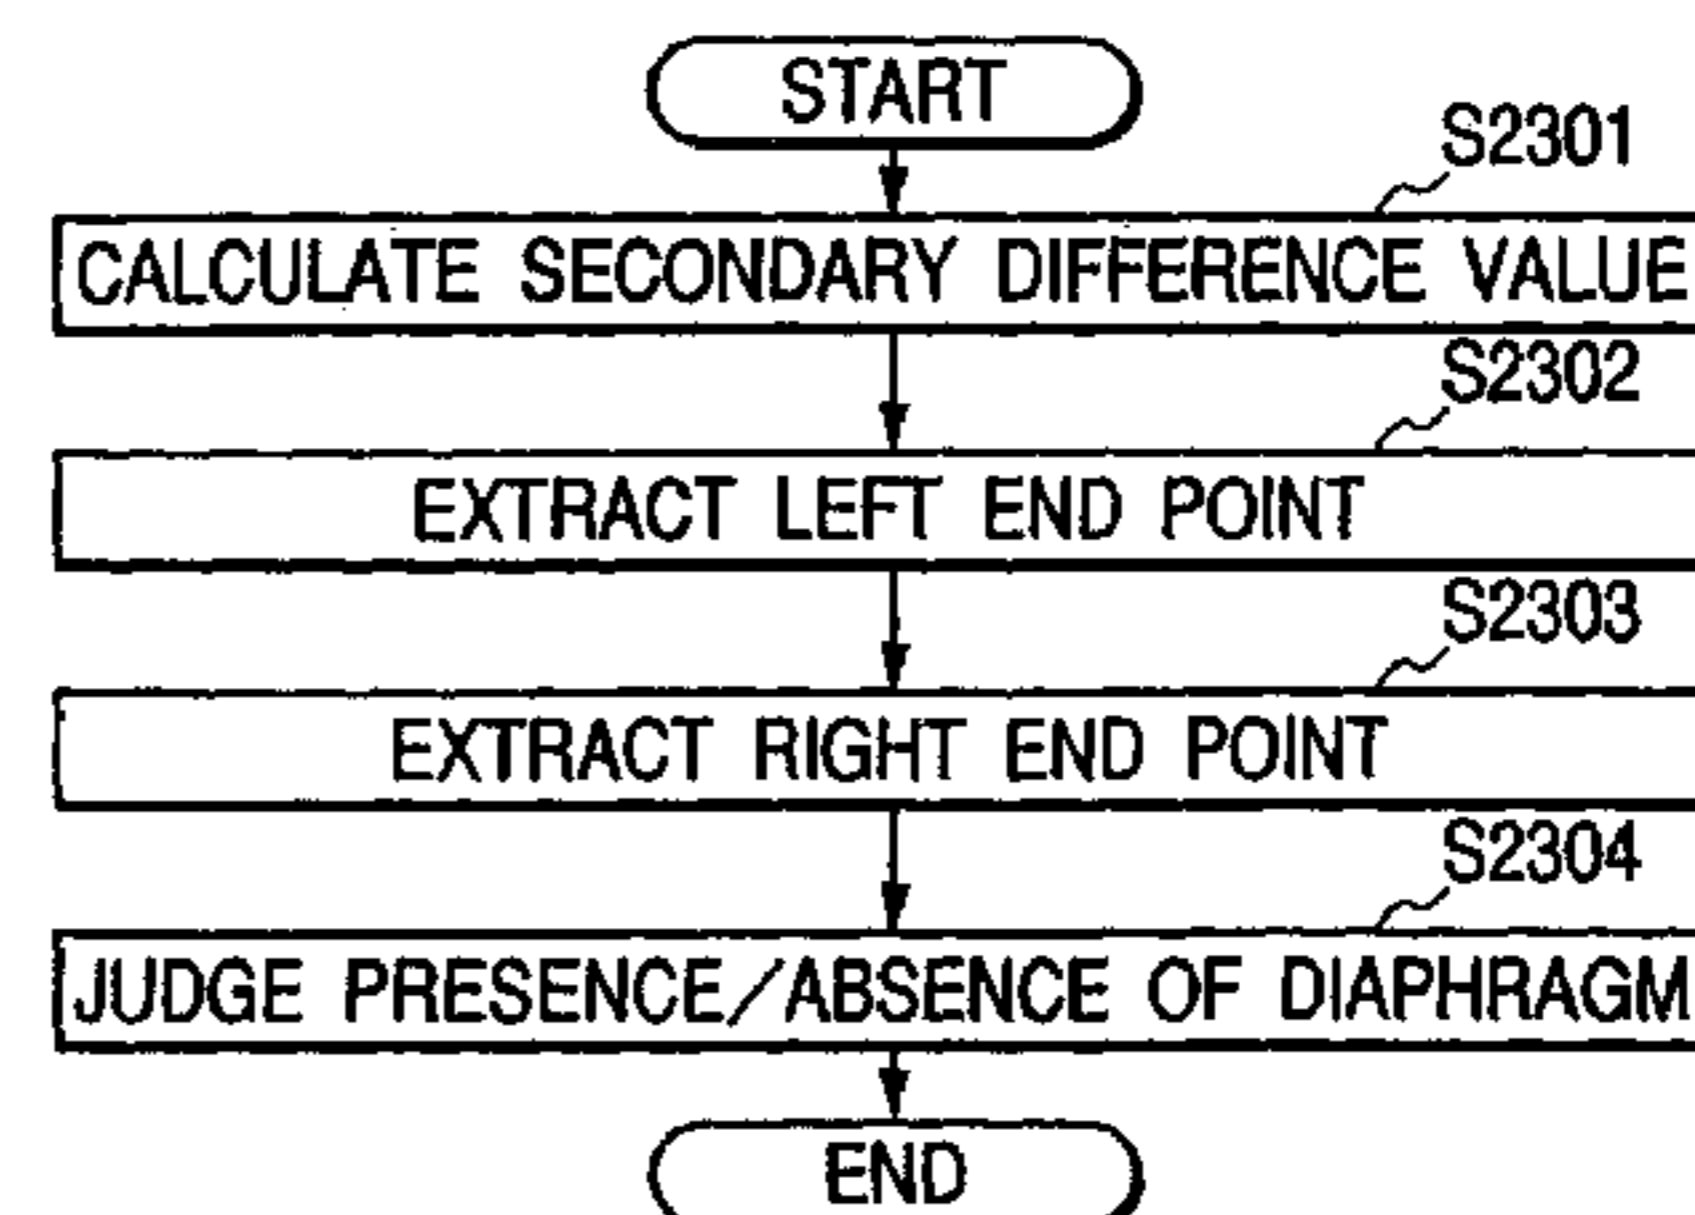 START
S2301
CALCULATE SECONDARY DIFFERENCE VALUE
S2302
EXTRACT LEFT END POINT
S2303
EXTRACT RIGHT END POINT
S2304
JUDGE PRESENCE/ABSENCE OF DIAPHRAGM
END